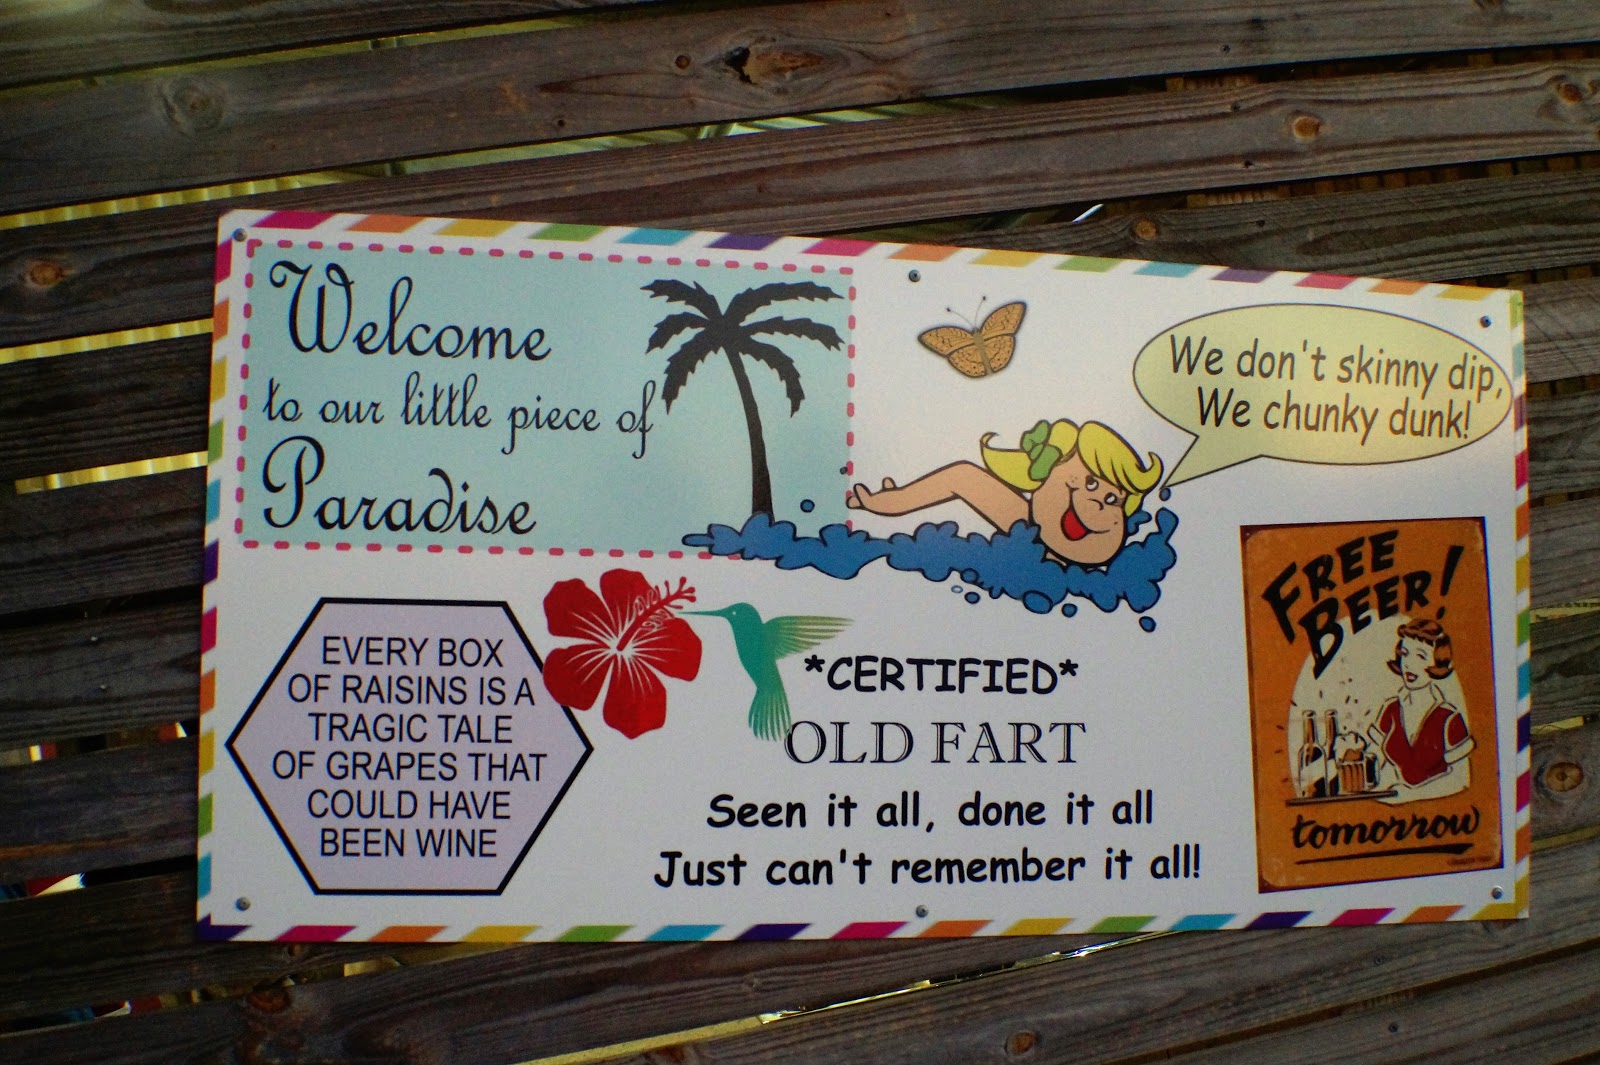 Welcome
to our little piece of
Paradise
We don't skinny dip,
We chunky dunk!
EVERY BOX
OF RAISINS IS A
TRAGIC TALE
OF GRAPES THAT
COULD HAVE
BEEN WINE
*CERTIFIED*
OLD FART
Seen it all, done it all
Just can't remember it all!
FREE
BEER!
tomorrow